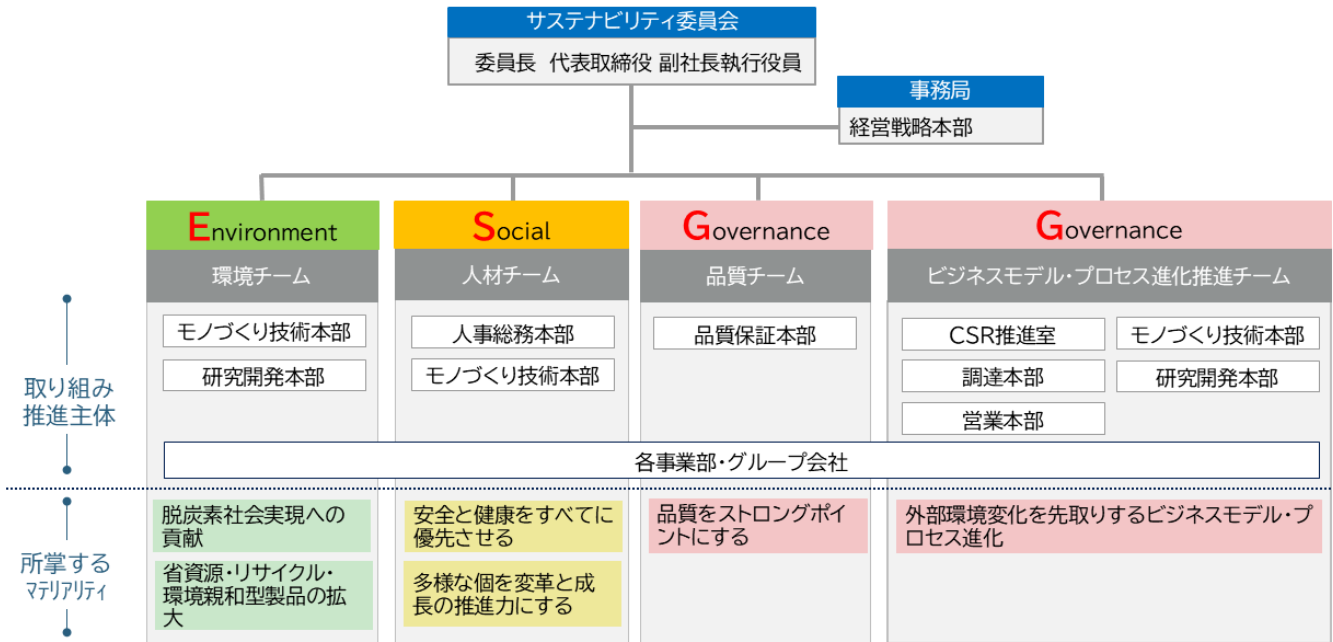 サステナビリティ委員会
委員長 代表取締役 副社長執行役員
事務局
経営戦略本部
Environment
環境チーム
Social
人材チーム
Governance
品質チーム
Governance
ビジネスモデル・プロセス進化推進チーム
取り組み
推進主体
モノづくり技術本部
研究開発本部
人事総務本部
モノづくり技術本部
品質保証本部
CSR推進室
モノづくり技術本部
調達本部
研究開発本部
営業本部
各事業部・グループ会社
所掌する
マテリアリティ
脱炭素社会実現への
貢献
省資源・リサイクル・
環境親和型製品の拡
大
安全と健康をすべてに
優先させる
多様な個を変革と成
長の推進力にする
品質をストロングポイ
ントにする
外部環境変化を先取りするビジネスモデル・プ
ロセス進化